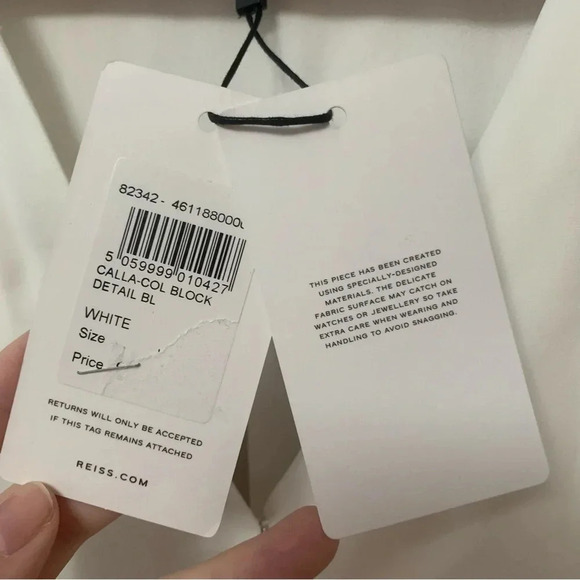 82342- 461188000
5 059999 010427
CALLA-COL BLOCK
DETAIL BL
WHITE
Size
Price
RETURNS WILL ONLY BE ACCEPTED
IF THIS TAG REMAINS ATTACHED
REISS.COM
THIS PIECE HAS BEEN CREATED
USING SPECIALLY-DESIGNED
MATERIALS. THE DELICATE
FABRIC SURFACE MAY CATCH ON
WATCHES OR JEWELLERY SO TAKE
EXTRA CARE WHEN WEARING AND
HANDLING TO AVOID SNAGGING.